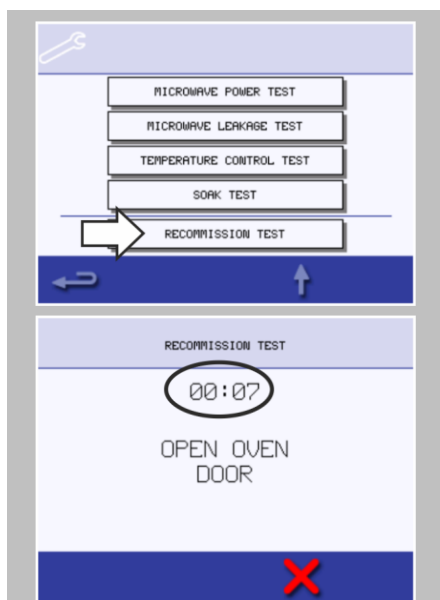 MICROWAVE POWER TEST
MICROWAVE LEAKAGE TEST
TEMPERATURE CONTROL TEST
SOAK TEST
RECOMMISSION TEST
RECOMMISSION TEST
00:07
OPEN OVEN
DOOR